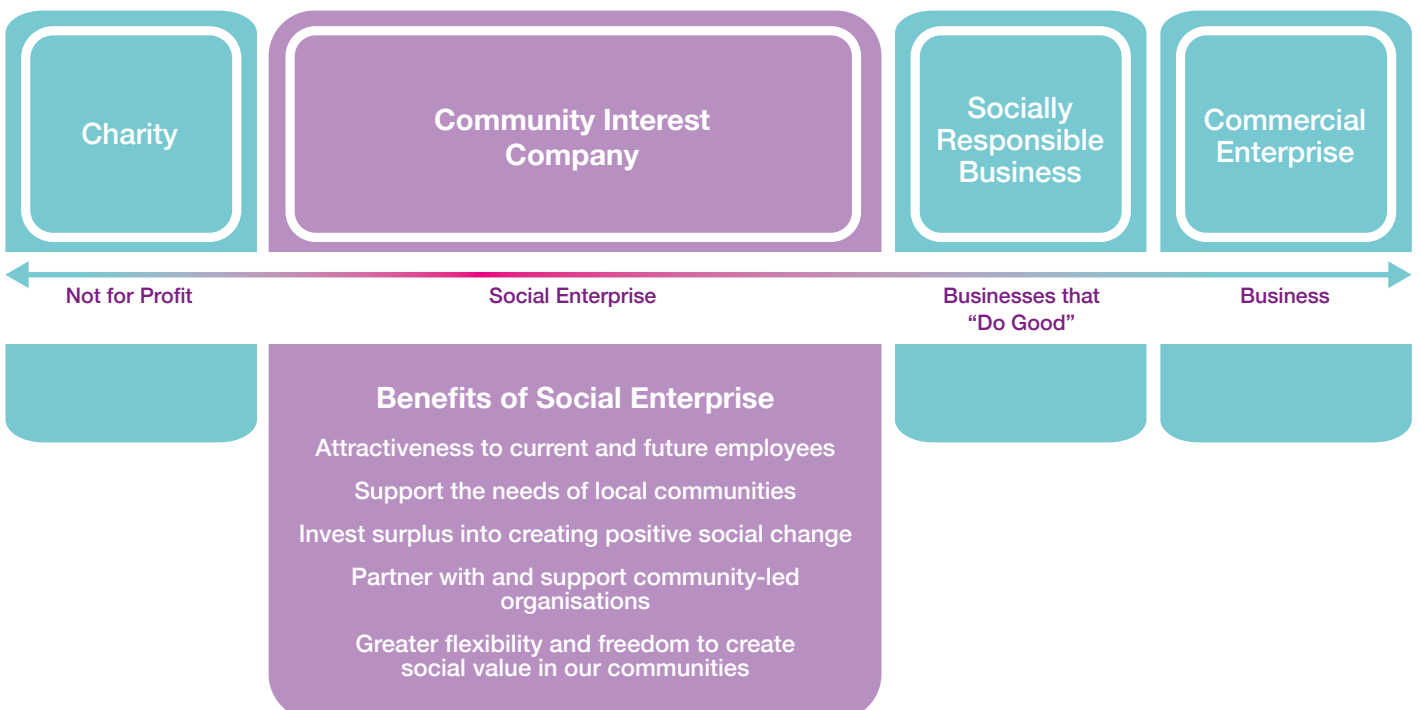 Charity
Community Interest
Company
Socially
Responsible
Business
Commercial
Enterprise
Not for Profit
Social Enterprise
Businesses that
“Do Good”
Business
Benefits of Social Enterprise
Attractiveness to current and future employees
Support the needs of local communities
Invest surplus into creating positive social change
Partner with and support community-led
organisations
Greater flexibility and freedom to create
social value in our communities